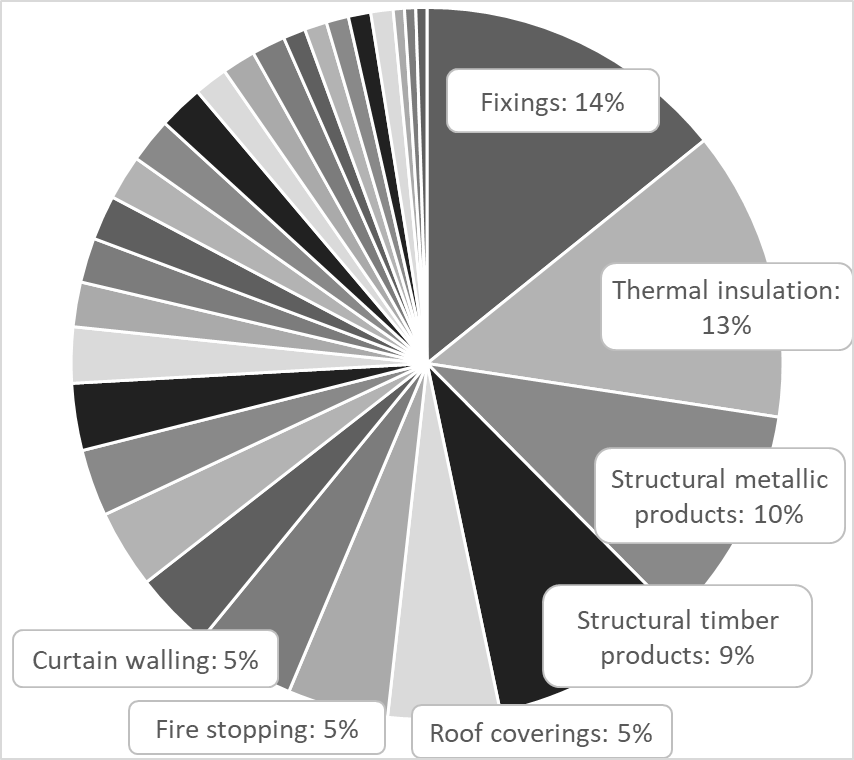 Fixings: 14%
Thermal insulation:
13%
Structural metallic
products: 10%
Structural timber
products: 9%
Roof coverings: 5%
Fire stopping: 5%
Curtain walling: 5%